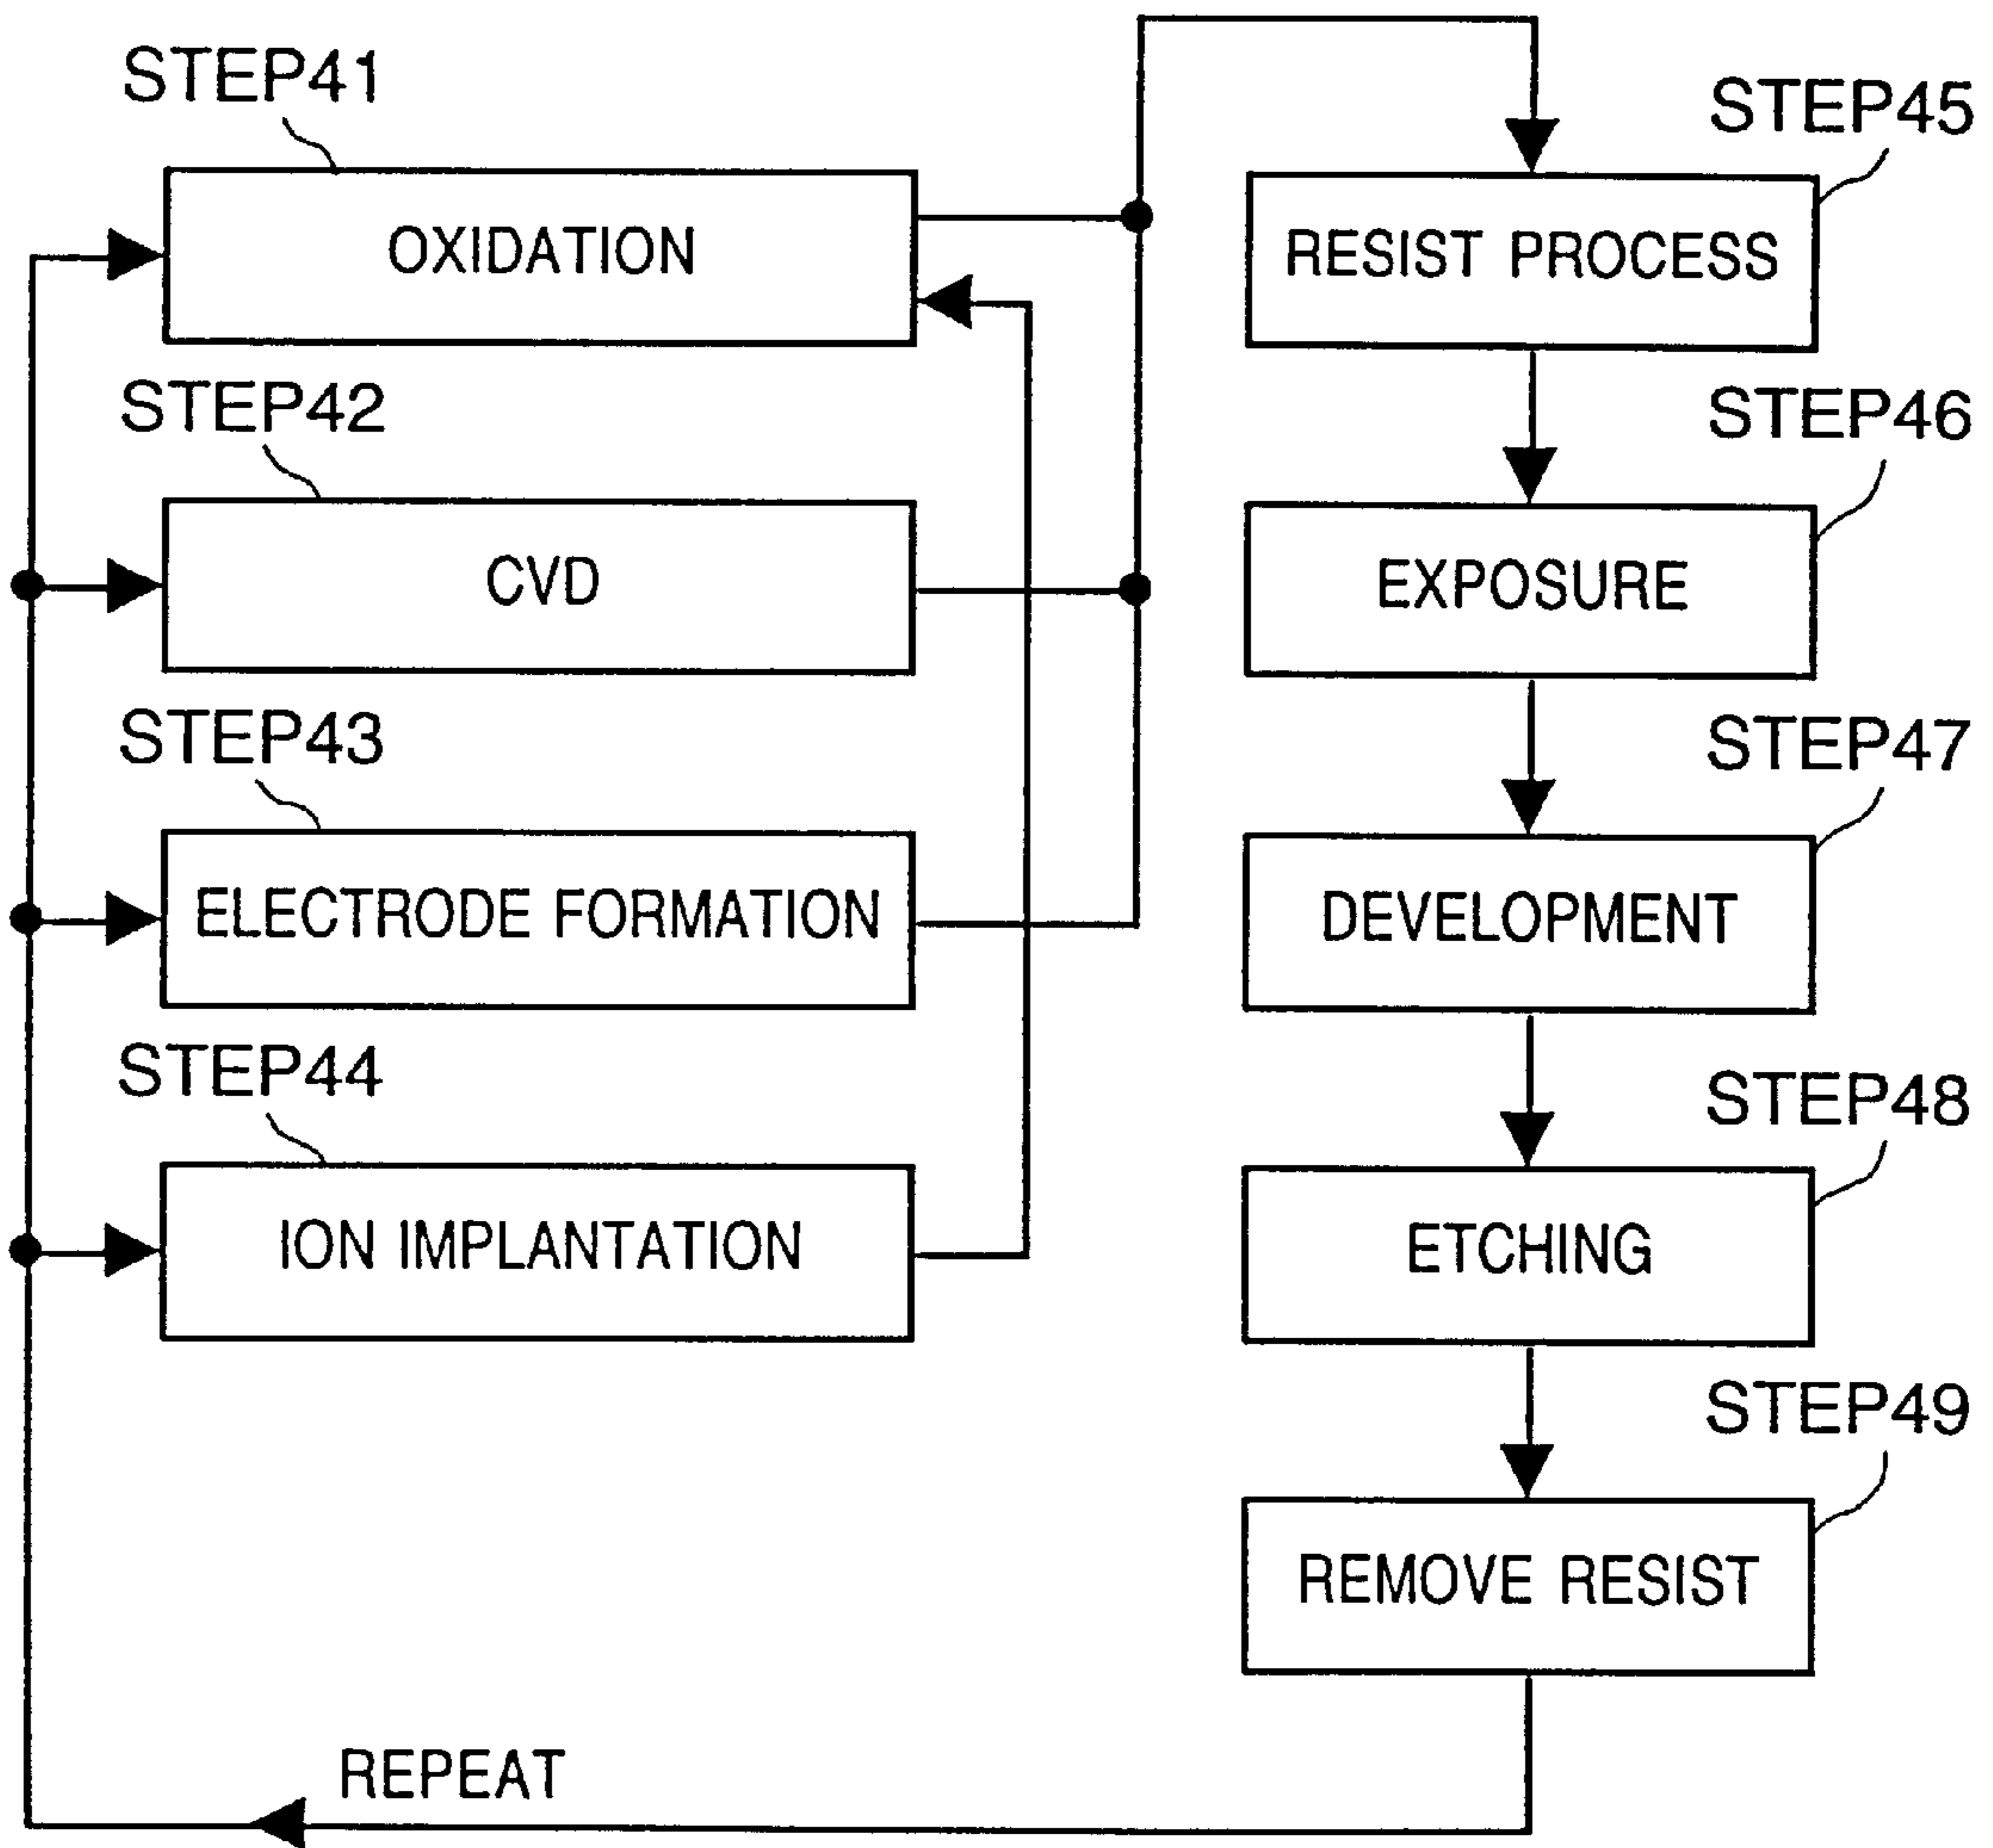 STEP41
OXIDATION
STEP42
CVD
STEP43
ELECTRODE FORMATION
STEP44
ION IMPLANTATION
STEP45
RESIST PROCESS
STEP46
EXPOSURE
STEP47
DEVELOPMENT
STEP48
ETCHING
STEP49
REMOVE RESIST
REPEAT